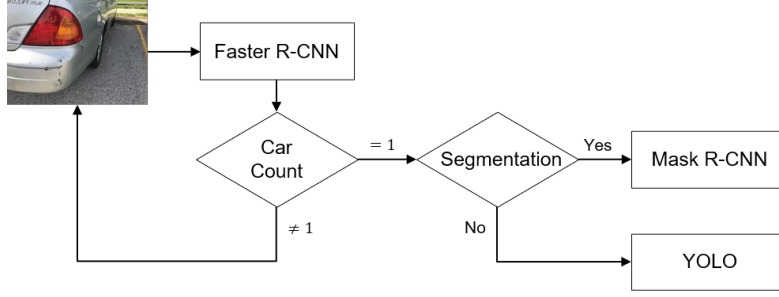 Faster R-CNN
Car
Count
= 1
Segmentation
Yes
Mask R-CNN
≠ 1
No
YOLO